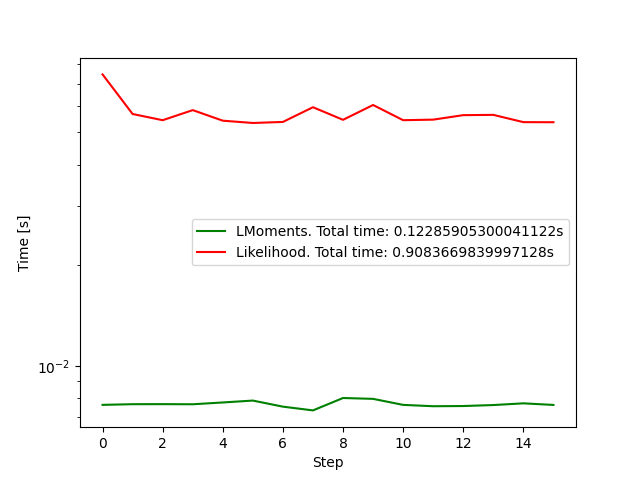 Time [s]
10⁻²
LMoments. Total time: 0.12285905300041122s
Likelihood. Total time: 0.9083669839997128s
0 2 4 6 8 10 12 14
Step